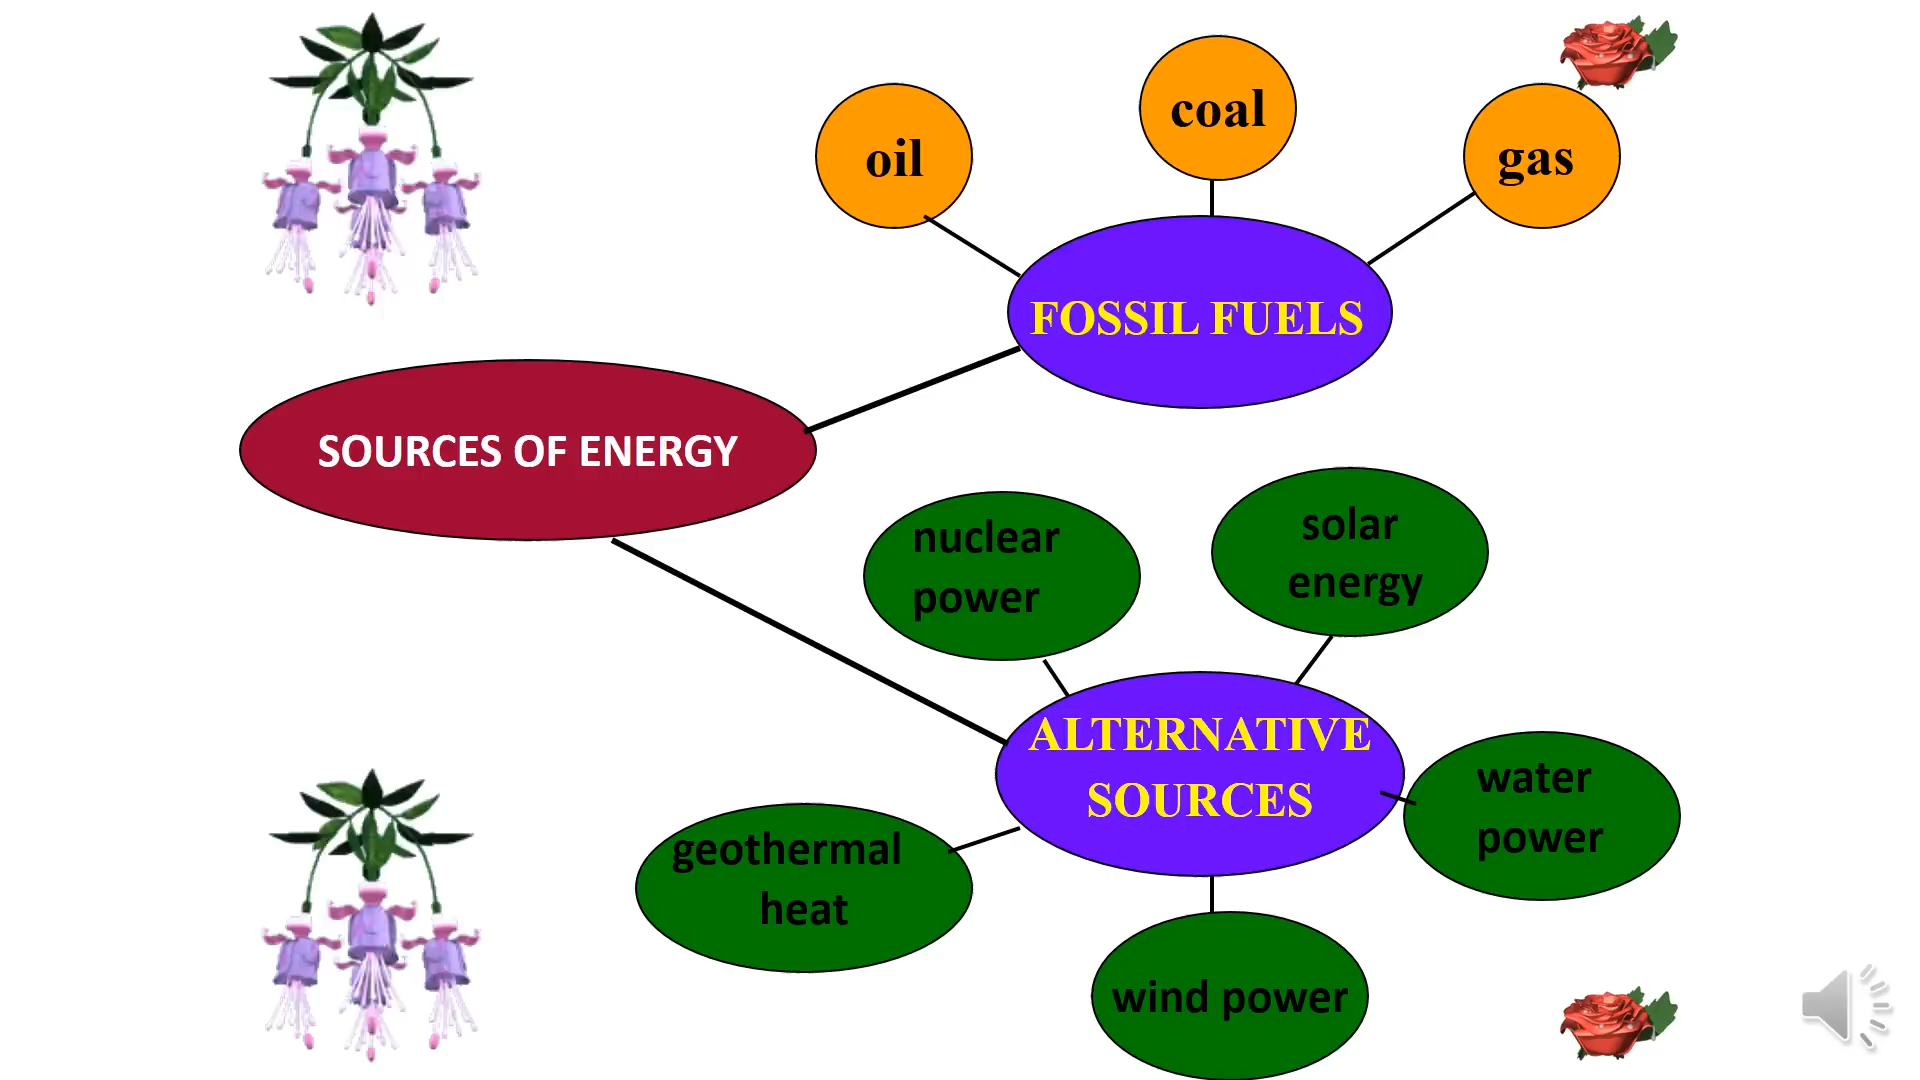 oil
coal
gas
FOSSIL FUELS
SOURCES OF ENERGY
nuclear
power
solar
energy
ALTERNATIVE
SOURCES
water
power
geothermal
heat
wind power